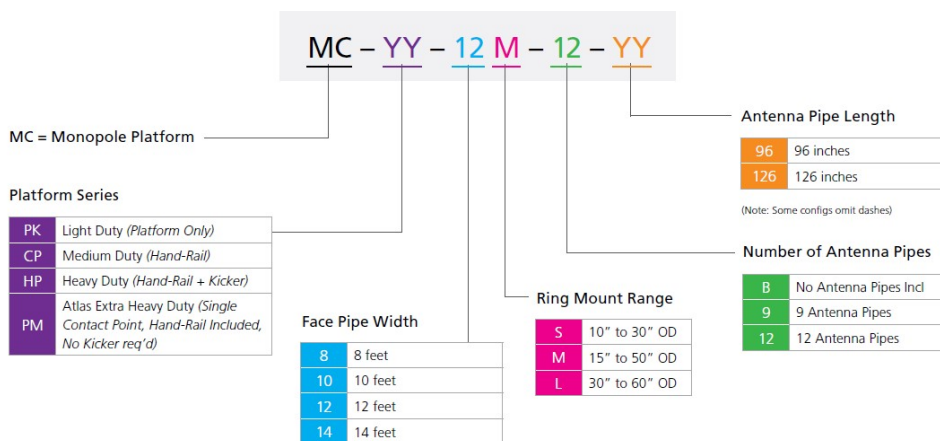 MC – YY – 12 M – 12 – YY
MC = Monopole Platform
Platform Series
PK Light Duty (Platform Only)
CP Medium Duty (Hand-Rail)
HP Heavy Duty (Hand-Rail + Kicker)
PM Atlas Extra Heavy Duty (Single
Contact Point, Hand-Rail Included,
No Kicker req’d)
Face Pipe Width
8 8 feet
10 10 feet
12 12 feet
14 14 feet
Ring Mount Range
S 10” to 30” OD
M 15” to 50” OD
L 30” to 60” OD
Antenna Pipe Length
96 96 inches
126 126 inches
(Note: Some configs omit dashes)
Number of Antenna Pipes
B No Antenna Pipes Incl
9 9 Antenna Pipes
12 12 Antenna Pipes